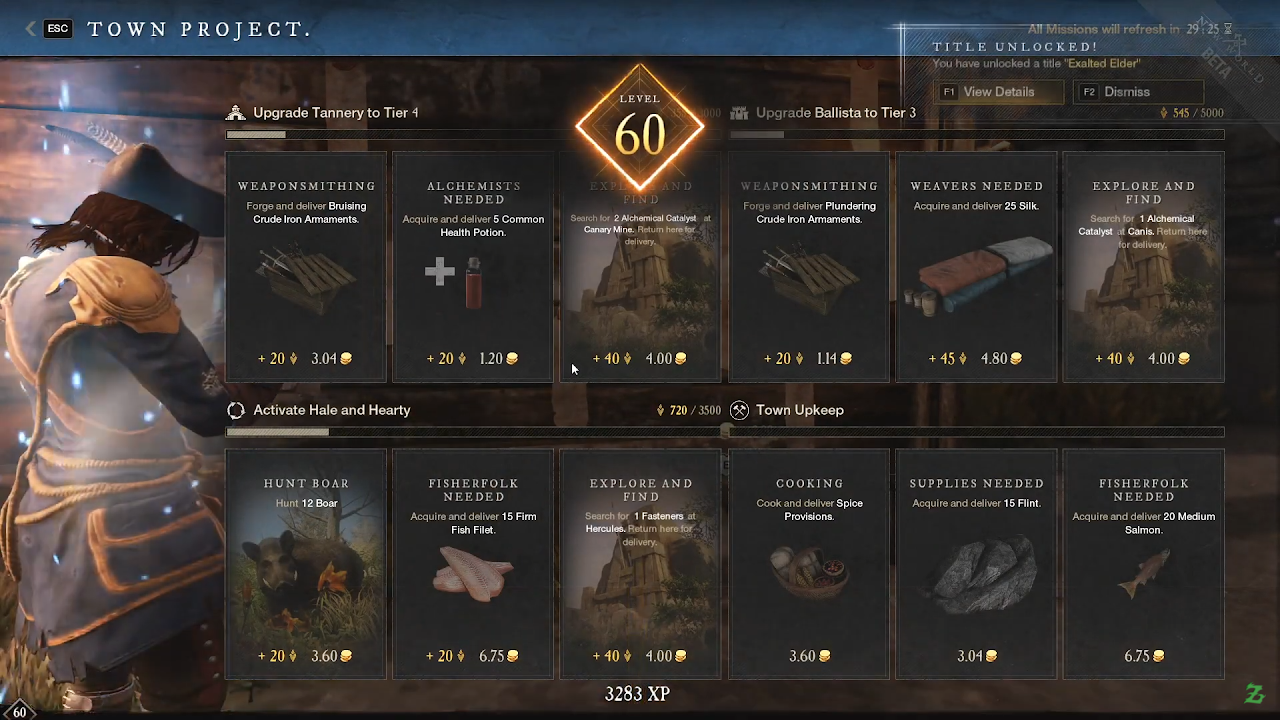 ESC TOWN PROJECT.
All Missions will refresh in 29:25
TITLE UNLOCKED!
You have unlocked a title "Exalted Elder"
F1 View Details F2 Dismiss
NEW WORLD
BETA
LEVEL
60
Upgrade Tannery to Tier 4
Upgrade Ballista to Tier 3 545 / 5000
WEAPONSMITHING
Forge and deliver Bruising
Crude Iron Armaments.
+ 20 3.04
ALCHEMISTS
NEEDED
Acquire and deliver 5 Common
Health Potion.
+ 20 1.20
EXPLORE AND
FIND
Search for 2 Alchemical Catalyst at
Canary Mine. Return here for
delivery.
+ 40 4.00
WEAPONSMITHING
Forge and deliver Plundering
Crude Iron Armaments.
+ 20 1.14
WEAVERS NEEDED
Acquire and deliver 25 Silk.
+ 45 4.80
EXPLORE AND
FIND
Search for 1 Alchemical
Catalyst at Canis. Return here
for delivery.
+ 40 4.00
Activate Hale and Hearty 720 / 3500
Town Upkeep
HUNT BOAR
Hunt 12 Boar
+ 20 3.60
FISHERFOLK
NEEDED
Acquire and deliver 15 Firm
Fish Filet.
+ 20 6.75
EXPLORE AND
FIND
Search for 1 Fasteners at
Hercules. Return here for
delivery.
+ 40 4.00
COOKING
Cook and deliver Spice
Provisions.
3.60
SUPPLIES NEEDED
Acquire and deliver 15 Flint.
3.04
FISHERFOLK
NEEDED
Acquire and deliver 20 Medium
Salmon.
6.75
3283 XP
60
Z